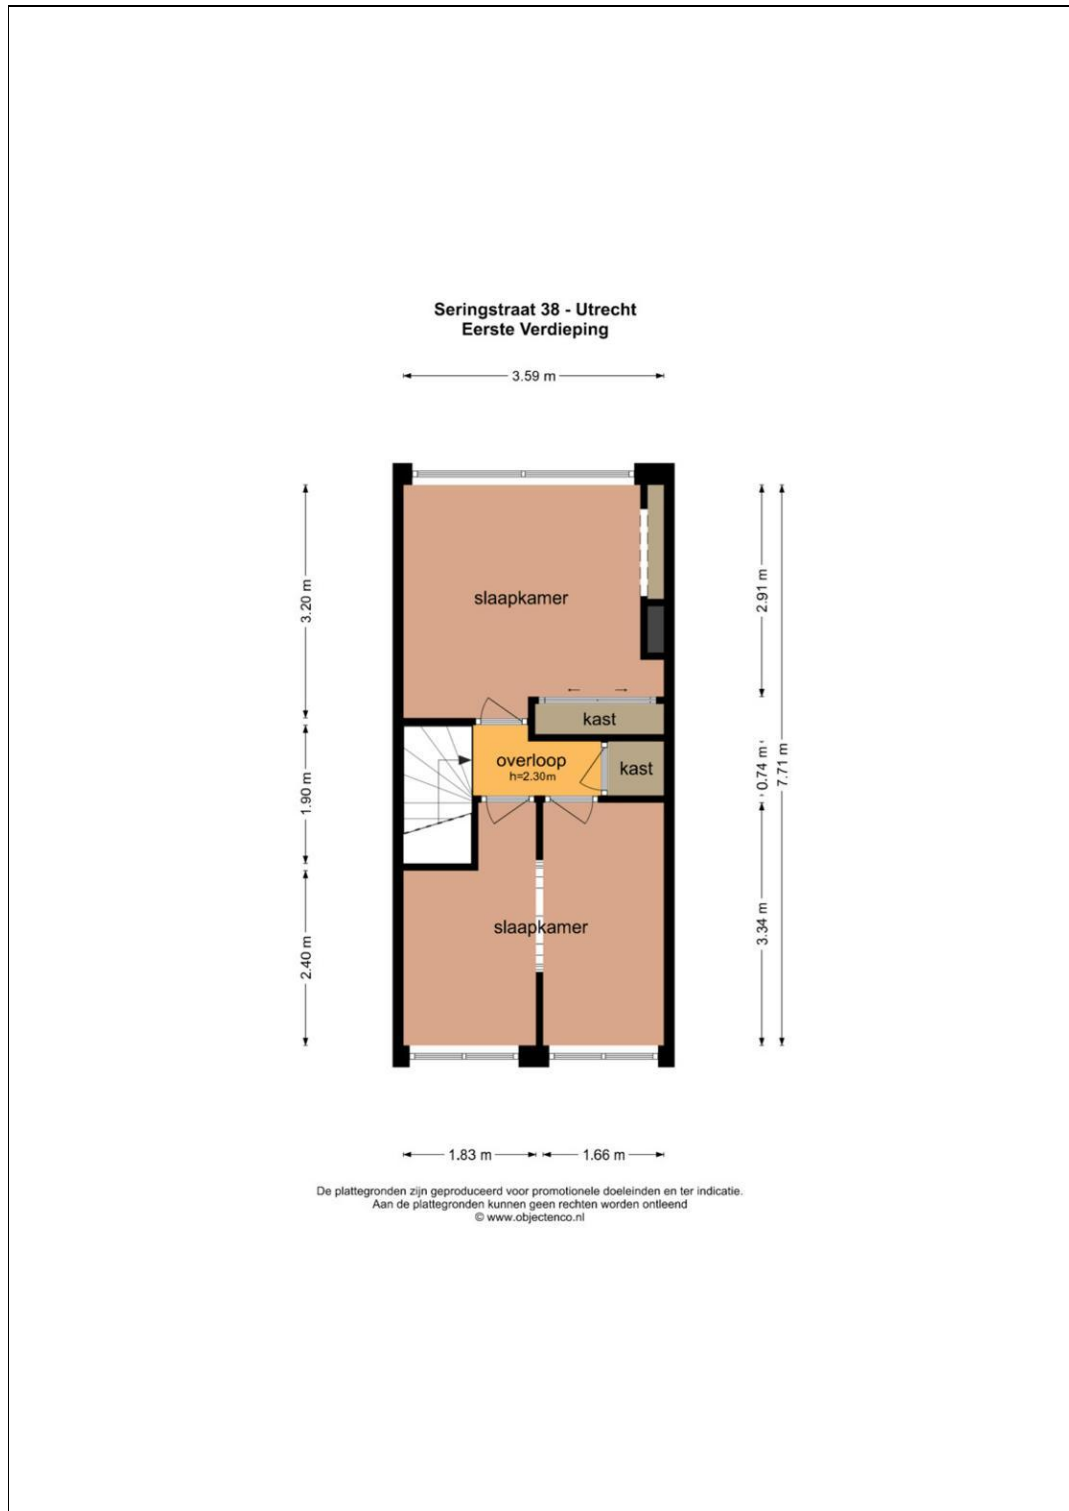 Seringstraat 38 - Utrecht
Eerste Verdieping
3.59 m
slaapkamer
3.20 m
2.91 m
kast
overloop
h=2.30m
kast
0.74 m
7.71 m
1.90 m
slaapkamer
3.34 m
2.40 m
1.83 m
1.66 m
De plattegronden zijn geproduceerd voor promotionele doeleinden en ter indicatie.
Aan de plattegronden kunnen geen rechten worden ontleend
© www.objectenco.nl